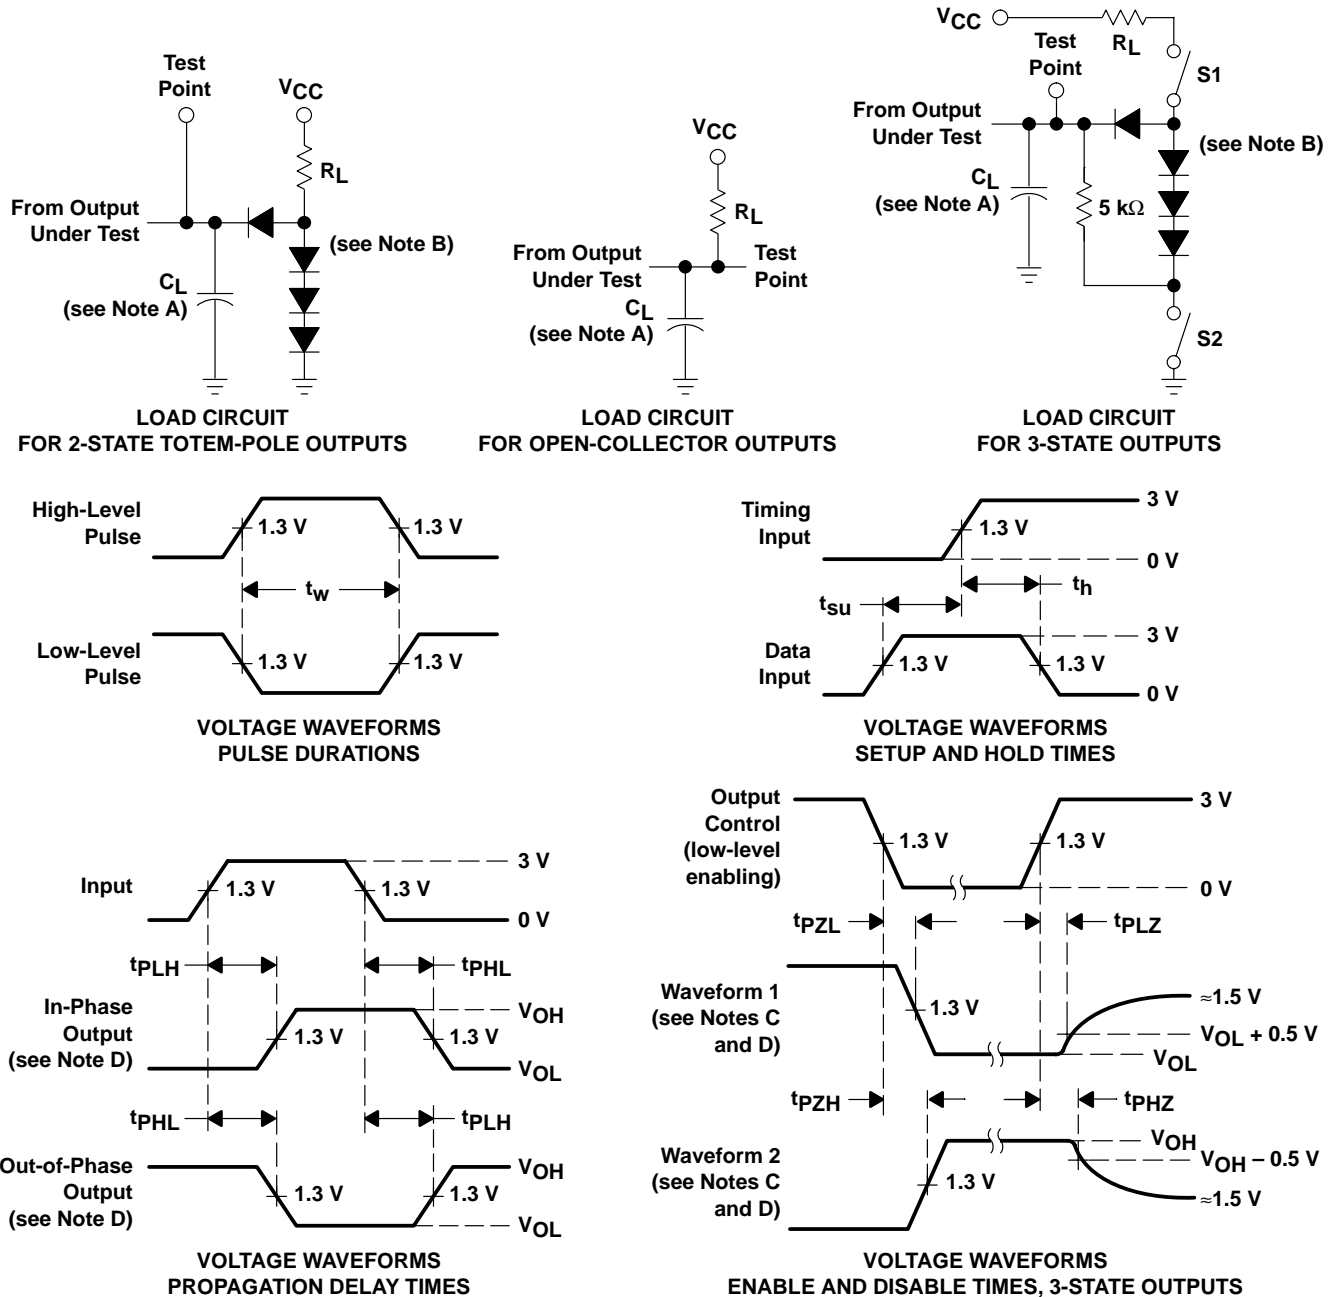 Test
Point
VCC
RL
From Output
Under Test
(see Note B)
CL
(see Note A)
LOAD CIRCUIT
FOR 2-STATE TOTEM-POLE OUTPUTS
VCC
RL
From Output
Under Test
Test
Point
CL
(see Note A)
LOAD CIRCUIT
FOR OPEN-COLLECTOR OUTPUTS
VCC
RL
Test
Point
S1
From Output
Under Test
(see Note B)
CL
(see Note A)
5 kΩ
S2
LOAD CIRCUIT
FOR 3-STATE OUTPUTS
High-Level
Pulse
1.3 V
1.3 V
tw
Low-Level
Pulse
1.3 V
1.3 V
VOLTAGE WAVEFORMS
PULSE DURATIONS
Timing
Input
3 V
1.3 V
0 V
th
tsu
Data
Input
3 V
1.3 V
1.3 V
0 V
VOLTAGE WAVEFORMS
SETUP AND HOLD TIMES
Input
3 V
1.3 V
1.3 V
0 V
tPLH
tPHL
In-Phase
Output
(see Note D)
VOH
1.3 V
1.3 V
VOL
tPHL
tPLH
Out-of-Phase
Output
(see Note D)
VOH
1.3 V
1.3 V
VOL
VOLTAGE WAVEFORMS
PROPAGATION DELAY TIMES
Output
Control
(low-level
enabling)
3 V
1.3 V
1.3 V
0 V
tPZL
tPLZ
Waveform 1
(see Notes C
and D)
1.3 V
≈1.5 V
VOL + 0.5 V
VOL
tPZH
tPHZ
Waveform 2
(see Notes C
and D)
1.3 V
VOH
VOH – 0.5 V
≈1.5 V
VOLTAGE WAVEFORMS
ENABLE AND DISABLE TIMES, 3-STATE OUTPUTS